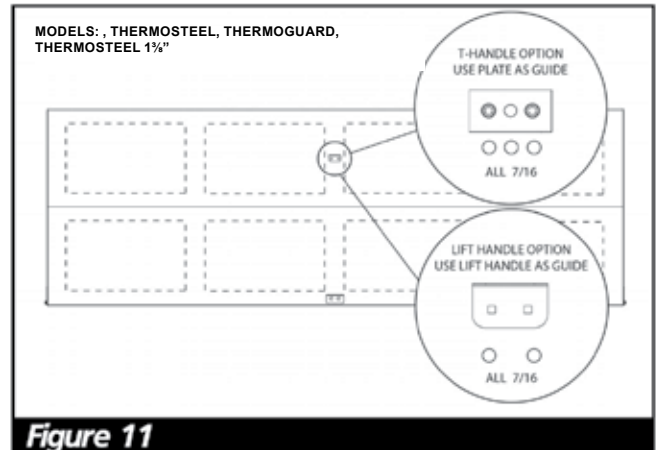 MODELS: , THERMOSTEEL, THERMOGUARD,
THERMOSTEEL 1⅜"
T-HANDLE OPTION
USE PLATE AS GUIDE
ALL 7/16
LIFT HANDLE OPTION
USE LIFT HANDLE AS GUIDE
ALL 7/16
Figure 11